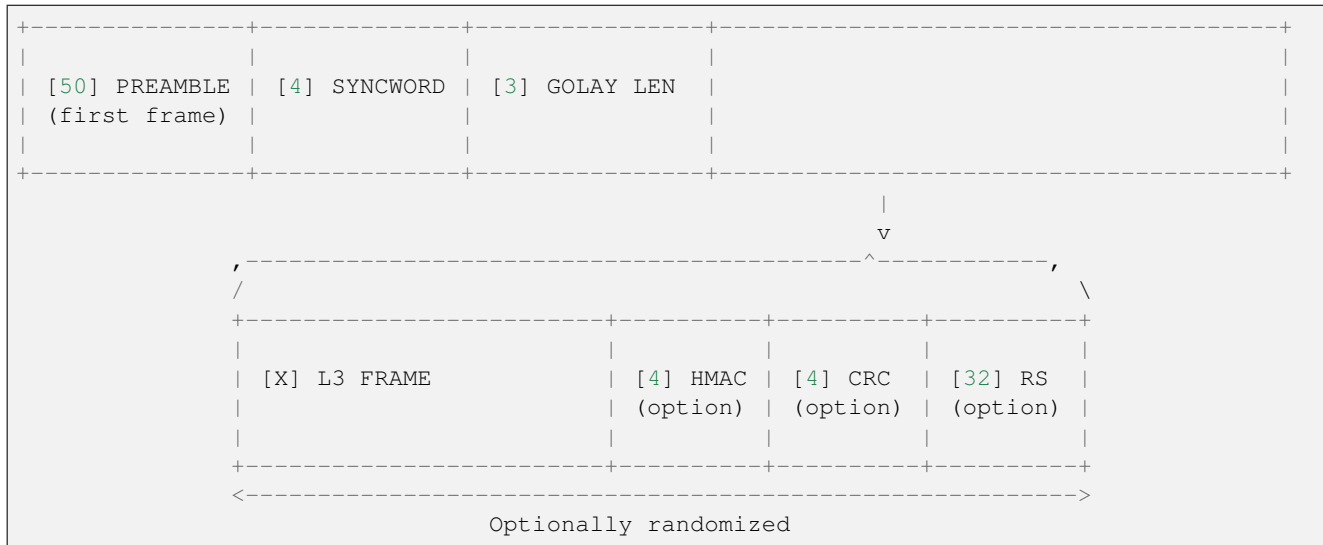 +---------------+-------------+---------------+-------------------------------------+
|               |             |               |                                     |
| [50] PREAMBLE | [4] SYNCWORD | [3] GOLAY LEN |                                     |
| (first frame) |             |               |                                     |
|               |             |               |                                     |
+---------------+-------------+---------------+-------------------------------------+
|
v
,-----------------------------------------^------------,
/ \
+------------------------+----------+----------+----------+
|                        |          |          |          |
| [X] L3 FRAME           | [4] HMAC | [4] CRC  | [32] RS  |
|                        | (option) | (option) | (option) |
|                        |          |          |          |
+------------------------+----------+----------+----------+
<------------------------------------------------------->
Optionally randomized